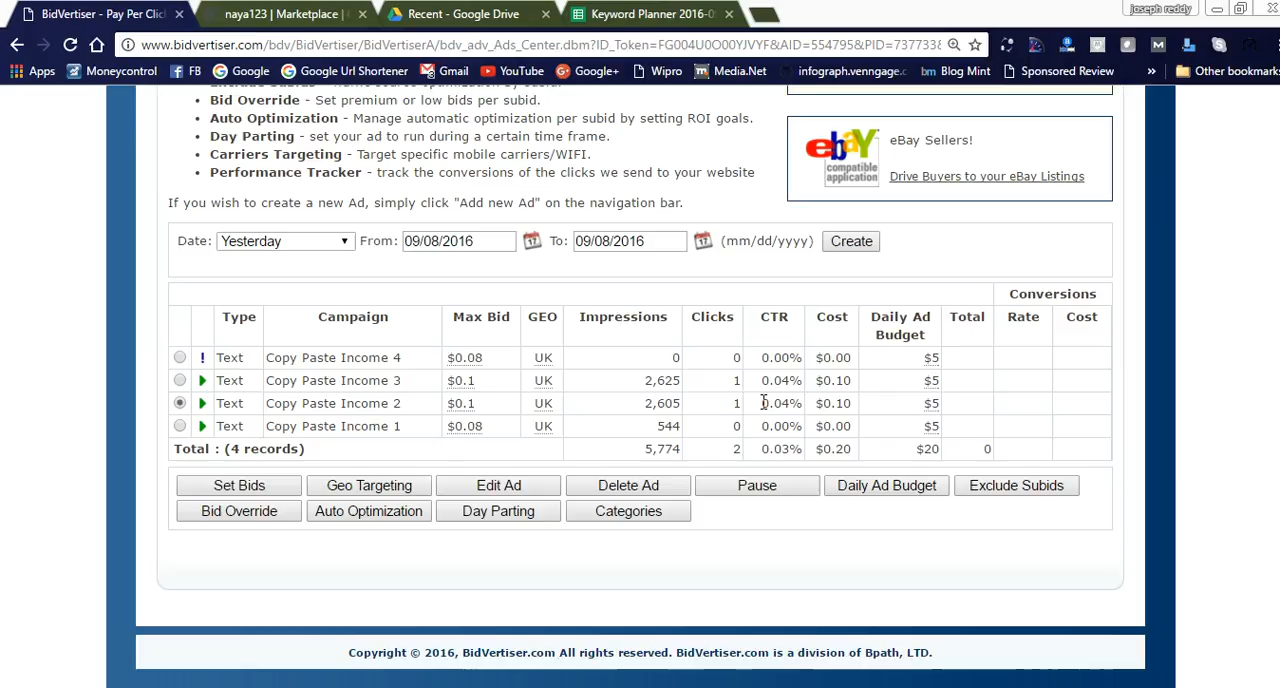 BidVertiser - Pay Per Clic
naya123 | Marketplace |
Recent - Google Drive
Keyword Planner 2016-0
joseph reddy
www.bidvertiser.com/bdv/BidVertiser/BidVertiserA/bdv_adv_Ads_Center.dbm?ID_Token=FG004U0O00YJVYF&AID=554795&PID=737733
Apps
Moneycontrol
FB
Google
Google Url Shortener
Gmail
YouTube
Google+
Wipro
Media.Net
infograph.venngage.c
bm Blog Mint
Sponsored Review
»
Other bookmarks
• Bid Override - Set premium or low bids per subid.
• Auto Optimization - Manage automatic optimization per subid by setting ROI goals.
• Day Parting - set your ad to run during a certain time frame.
• Carriers Targeting - Target specific mobile carriers/WIFI.
• Performance Tracker - track the conversions of the clicks we send to your website
If you wish to create a new Ad, simply click "Add new Ad" on the navigation bar.
ebay
compatible
application
eBay Sellers!
Drive Buyers to your eBay Listings
Date: Yesterday From: 09/08/2016 To: 09/08/2016 (mm/dd/yyyy) Create
Conversions
Type Campaign Max Bid GEO Impressions Clicks CTR Cost Daily Ad Budget Total Rate Cost
! Text Copy Paste Income 4 $0.08 UK 0 0 0.00% $0.00 $5
Text Copy Paste Income 3 $0.1 UK 2,625 1 0.04% $0.10 $5
Text Copy Paste Income 2 $0.1 UK 2,605 1 0.04% $0.10 $5
Text Copy Paste Income 1 $0.08 UK 544 0 0.00% $0.00 $5
Total : (4 records) 5,774 2 0.03% $0.20 $20 0
Set Bids Geo Targeting Edit Ad Delete Ad Pause Daily Ad Budget Exclude Subids
Bid Override Auto Optimization Day Parting Categories
Copyright © 2016, BidVertiser.com All rights reserved. BidVertiser.com is a division of Bpath, LTD.